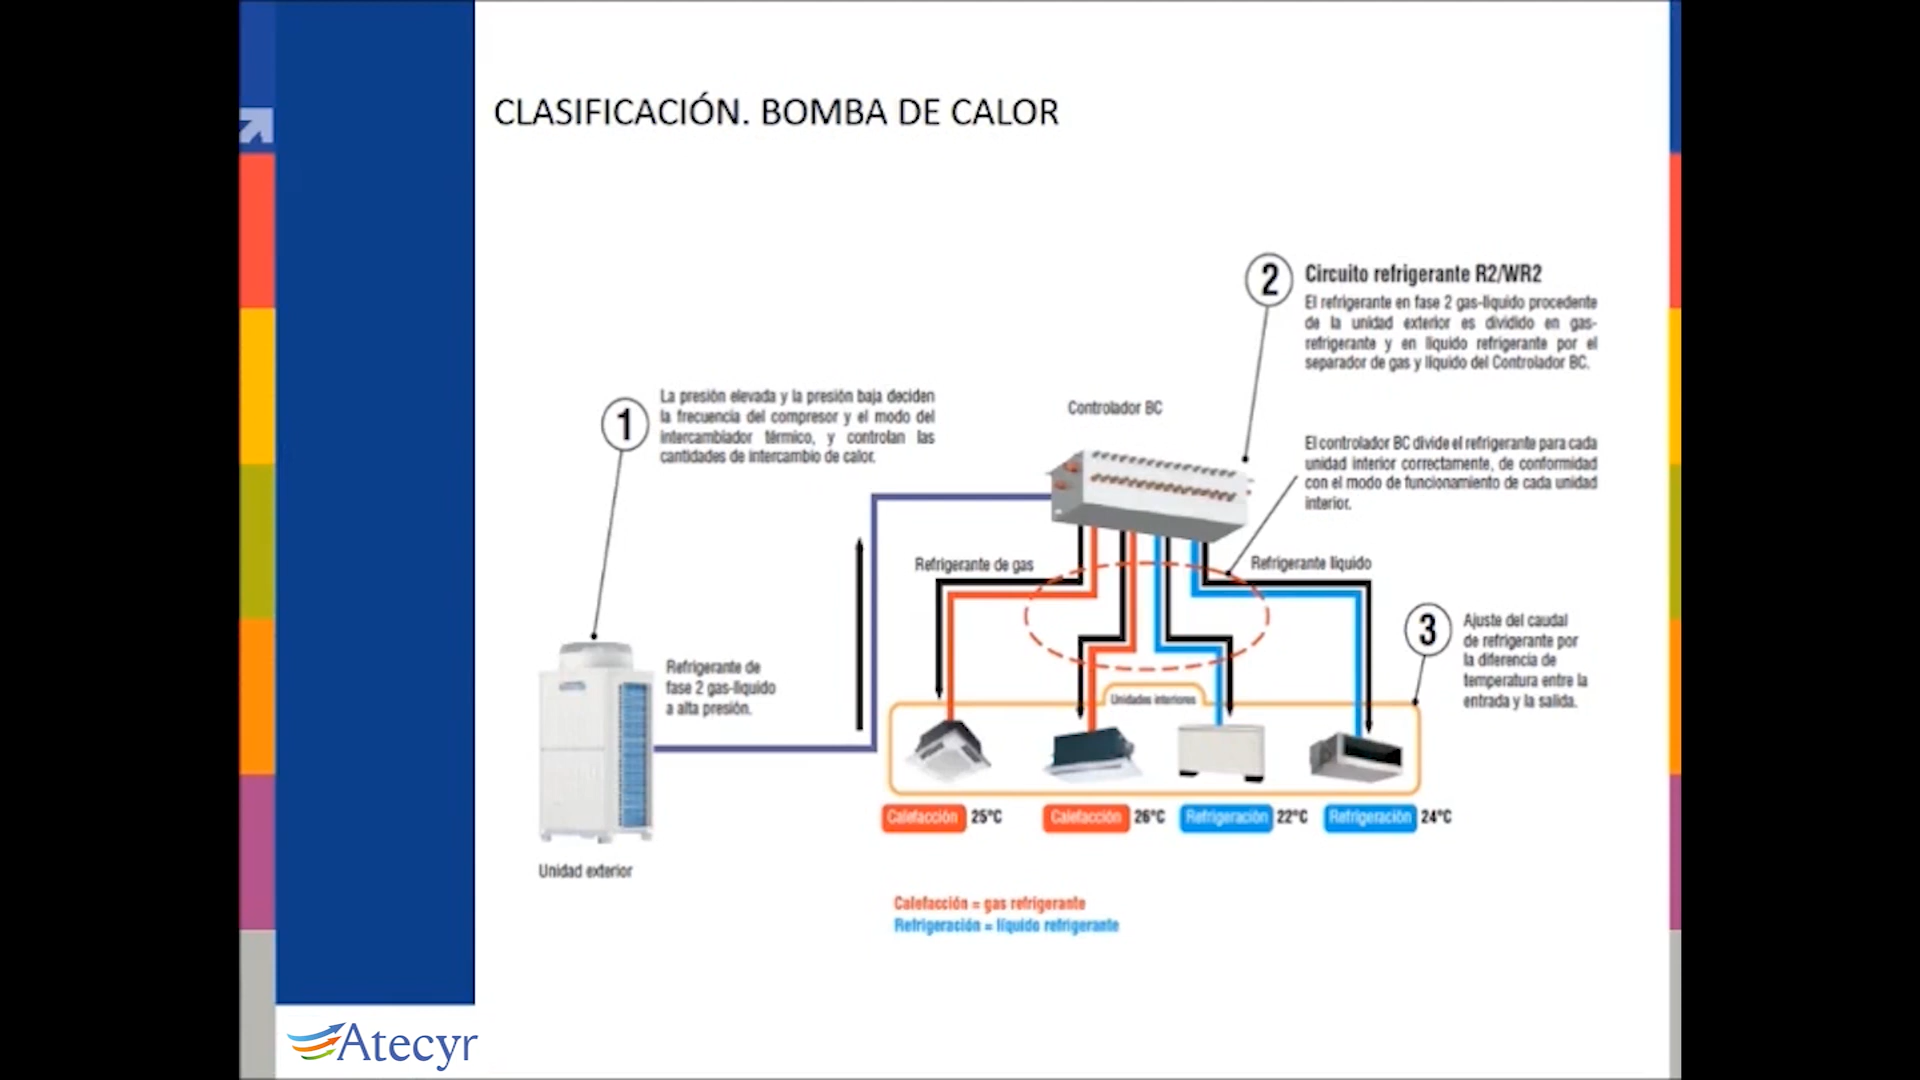 CLASIFICACIÓN. BOMBA DE CALOR
2
Circuito refrigerante R2/WR2
El refrigerante en fase 2 gas-líquido procedente
de la unidad exterior es dividido en gas-
refrigerante y en líquido refrigerante por el
separador de gas y líquido del Controlador BC.
1
La presión elevada y la presión baja deciden
la frecuencia del compresor y el modo del
intercambiador térmico, y controlan las
cantidades de intercambio de calor.
Controlador BC
El controlador BC divide el refrigerante para cada
unidad interior correctamente, de conformidad
con el modo de funcionamiento de cada unidad
interior.
Refrigerante de gas
Refrigerante líquido
3
Ajuste del caudal
de refrigerante por
la diferencia de
temperatura entre la
entrada y la salida.
Refrigerante de
fase 2 gas-líquido
a alta presión.
Unidades interiores
Calefacción 25°C
Calefacción 26°C
Refrigeración 22°C
Refrigeración 24°C
Unidad exterior
Calefacción = gas refrigerante
Refrigeración = líquido refrigerante
Atecyr